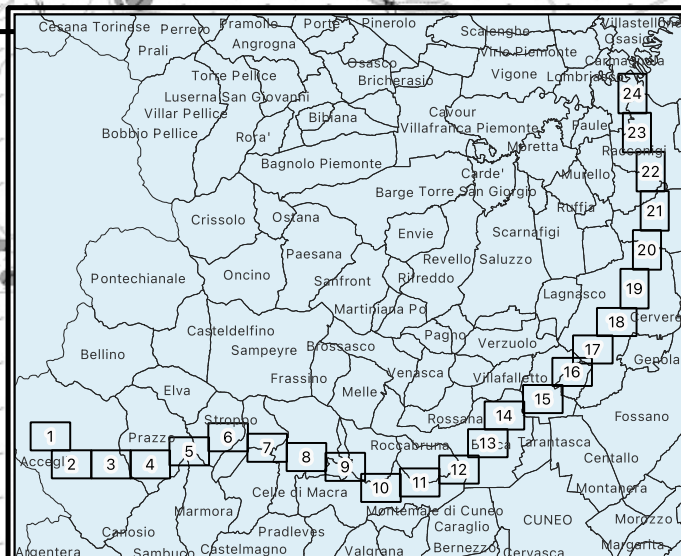 Cesana Torinese Perrero Pramollo Porte Pinerolo Scalenghe Villastellone
Prali Angrogna Virle Piemonte Osasio
Osasco Carmagnola
Torre Pellice Bricherasio Vigone Lombriasco
Luserna San Giovanni 24
Villar Pellice Bibiana Cavour
Bobbio Pellice Rora' Villafranca Piemonte Faule 23
Moretta Racconigi
Bagnolo Piemonte Carde' Murello 22
Barge Torre San Giorgio
Crissolo Ostana Ruffia 21
Envie Scarnafigi
Paesana Revello Saluzzo 20
Pontechianale Oncino Sanfront Rifreddo
Lagnasco 19
Martiniana Po Cervere
Casteldelfino Pagno 18
Bellino Sampeyre Brossasco Verzuolo 17
Genola
Frassino Venasca Villafalletto 16
Elva Melle 15
Stroppo Rossana 14 Fossano
1 Prazzo 6 7 Roccabruna 13 Tarantasca
Accegl 2 3 4 5 8 9 12 Centallo
Celle di Macra 10 11 Montanera
Marmora Montemale di Cuneo
Canosio Pradleves Caraglio CUNEO Morozzo
Argentera Sambuco Castelmagno Valgrana Bernezzo Cervasca Margarita